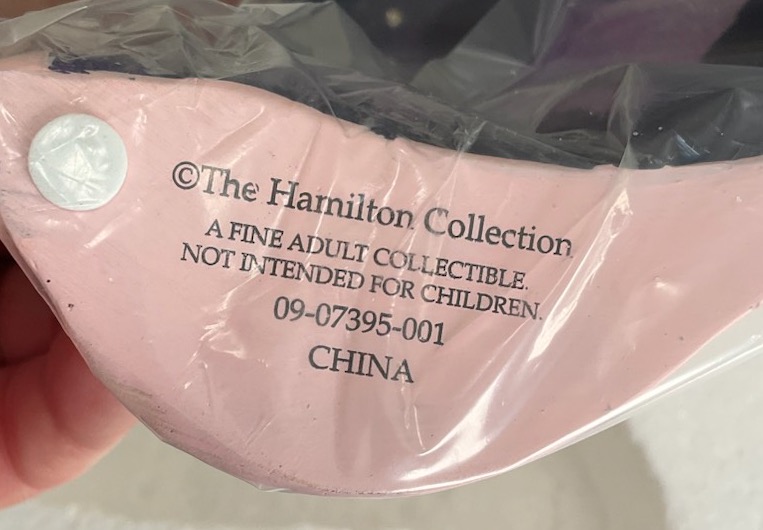 ©The Hamilton Collection
A FINE ADULT COLLECTIBLE.
NOT INTENDED FOR CHILDREN.
09-07395-001
CHINA